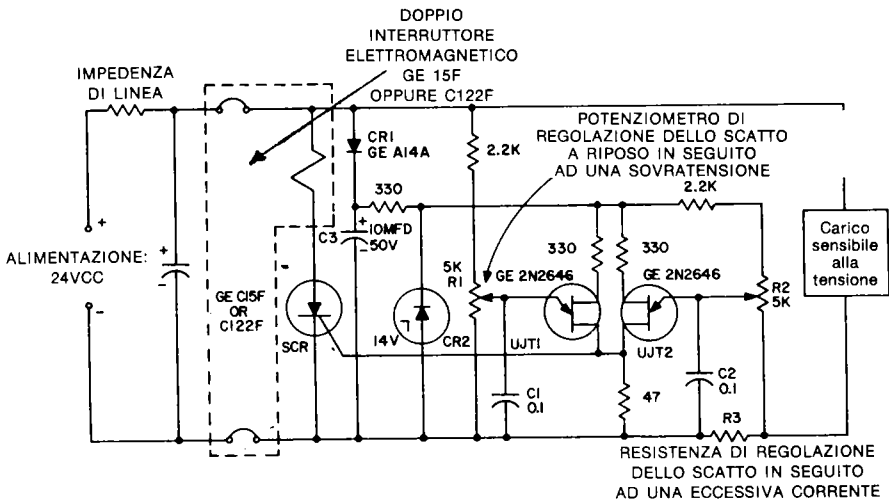 DOPPIO
INTERRUTTORE
ELETTROMAGNETICO
GE 15F
OPPURE C122F
IMPEDENZA
DI LINEA
POTENZIOMETRO DI
REGOLAZIONE DELLO SCATTO
A RIPOSO IN SEGUITO
AD UNA SOVRATENSIONE
CR1
GE A14A
2.2K
2.2K
330
+
C3
10MFD
50V
-
330
330
Carico
sensibile
alla
tensione
+
ALIMENTAZIONE:
24VCC
-
+
-
5K
R1
GE 2N2646
GE 2N2646
R2
5K
GE C15F
OR
C122F
-
SCR
14V
CR2
UJT1
UJT2
C1
0.1
47
C2
0.1
R3
RESISTENZA DI REGOLAZIONE
DELLO SCATTO IN SEGUITO
AD UNA ECCESSIVA CORRENTE